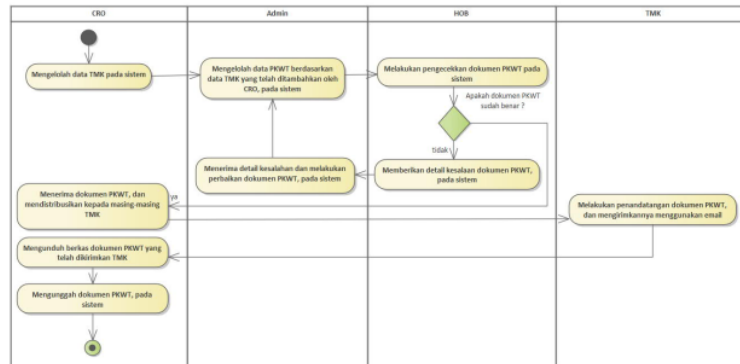 CRO
Admin
HOB
TMK
Mengelolah data TMK pada sistem
Mengelolah data PKWT berdasarkan
data TMK yang telah ditambahkan oleh
CRO, pada sistem
Melakukan pengecekkan dokumen PKWT pada
sistem
Apakah dokumen PKWT
sudah benar ?
tidak
Menerima detail kesalahan dan melakukan
perbaikan dokumen PKWT, pada sistem
Memberikan detail kesalaan dokumen PKWT,
pada sistem
Menerima dokumen PKWT, dan
mendistribusikan kepada masing-masing
TMK
ya
Melakukan penandatangan dokumen PKWT,
dan mengirimkannya menggunakan email
Mengunduh berkas dokumen PKWT yang
telah dikirimkan TMK
Mengunggah dokumen PKWT, pada
sistem